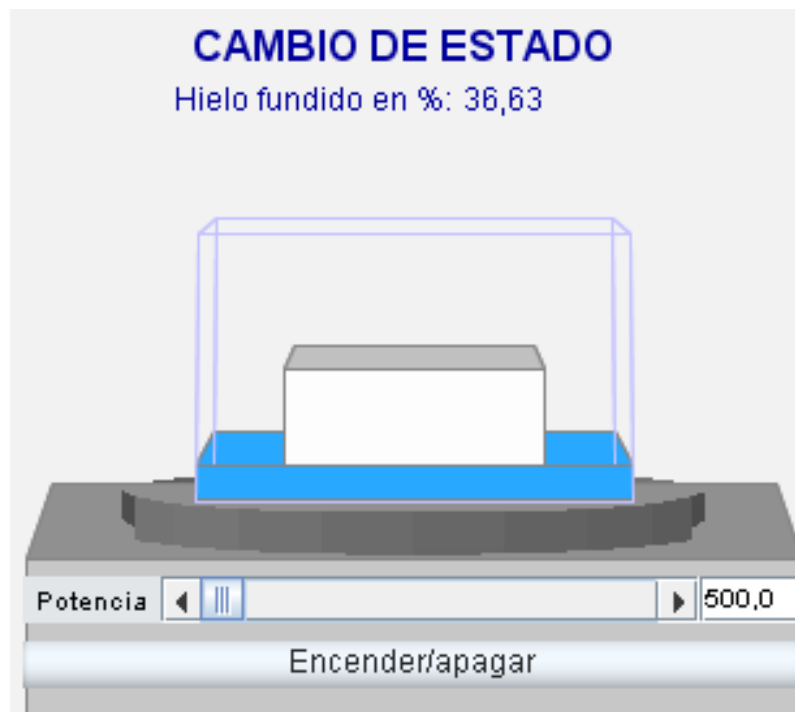 CAMBIO DE ESTADO
Hielo fundido en %: 36,63
Potencia 500,0
Encender/apagar